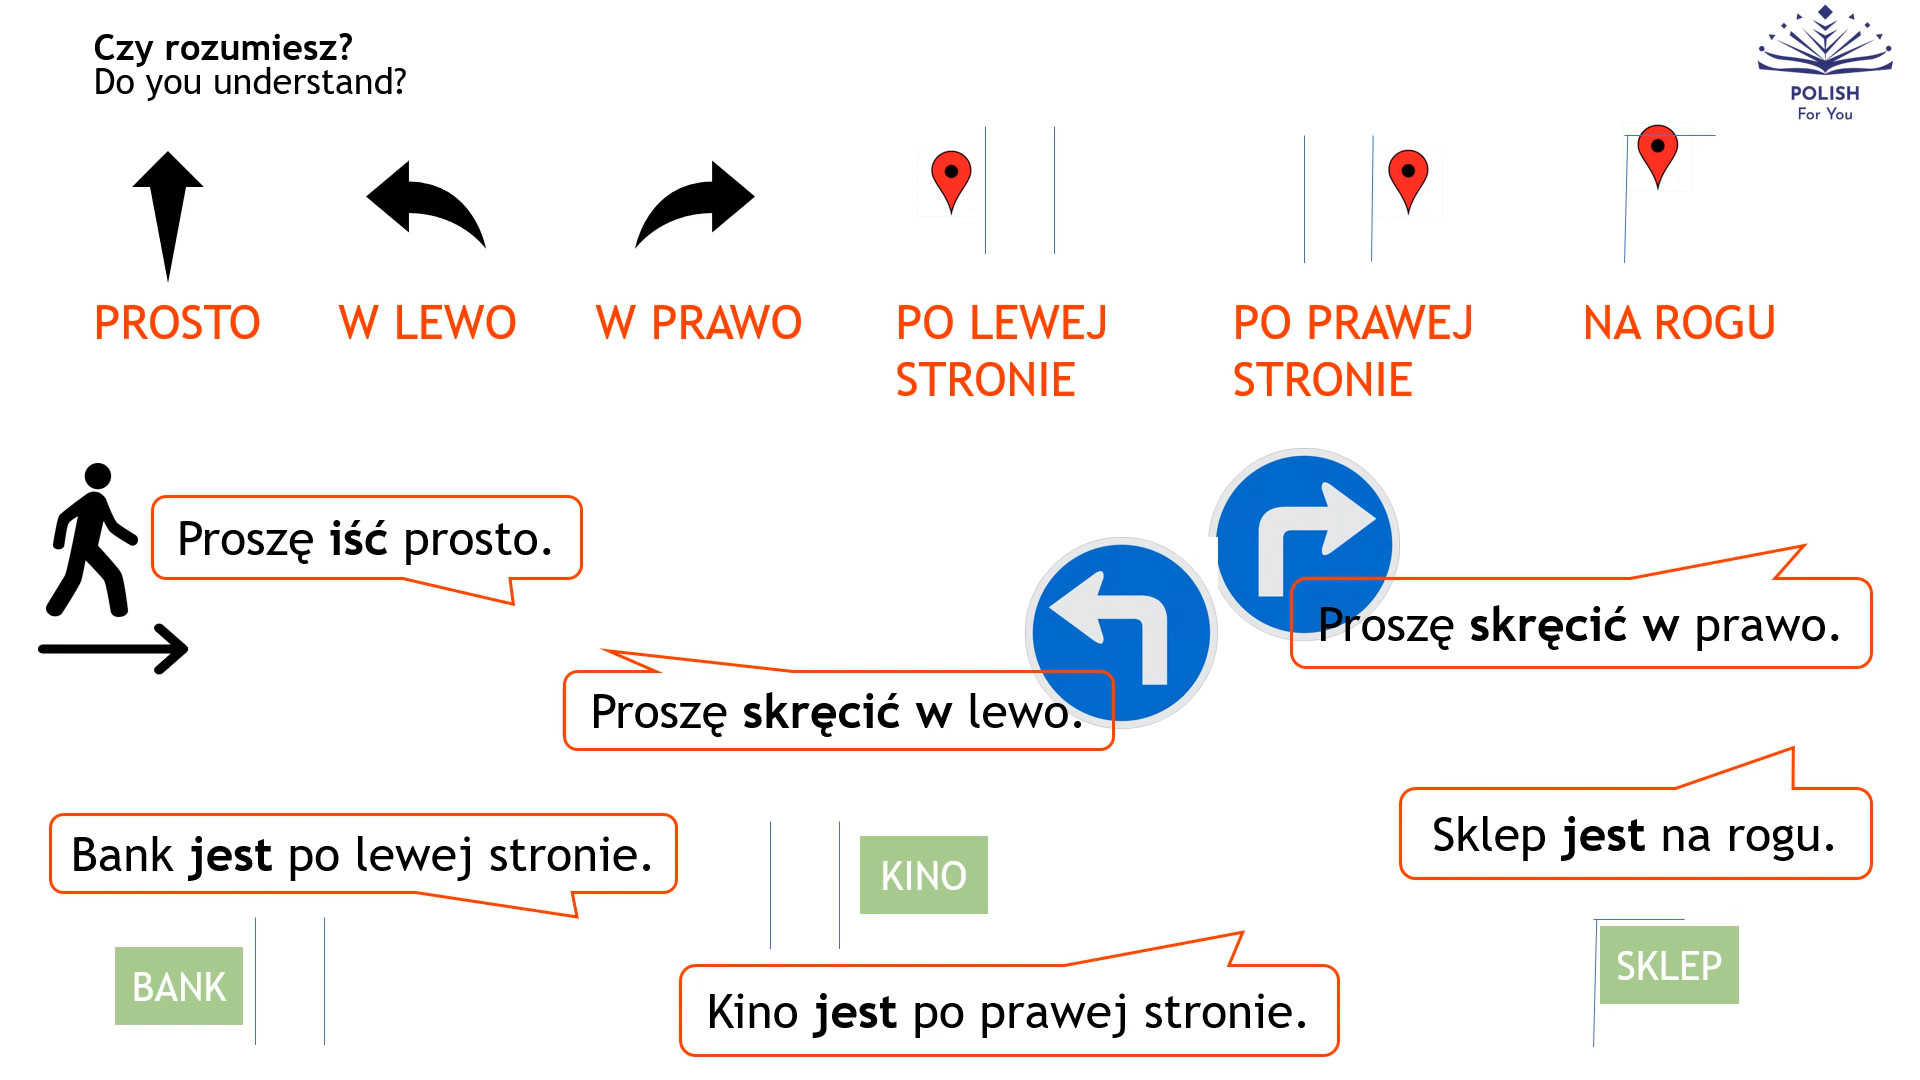 Czy rozumiesz?
Do you understand?
POLISH
For You
PROSTO
W LEWO
W PRAWO
PO LEWEJ
STRONIE
PO PRAWEJ
STRONIE
NA ROGU
Proszę iść prosto.
Proszę skręcić w prawo.
Proszę skręcić w lewo.
Bank jest po lewej stronie.
KINO
Sklep jest na rogu.
BANK
SKLEP
Kino jest po prawej stronie.